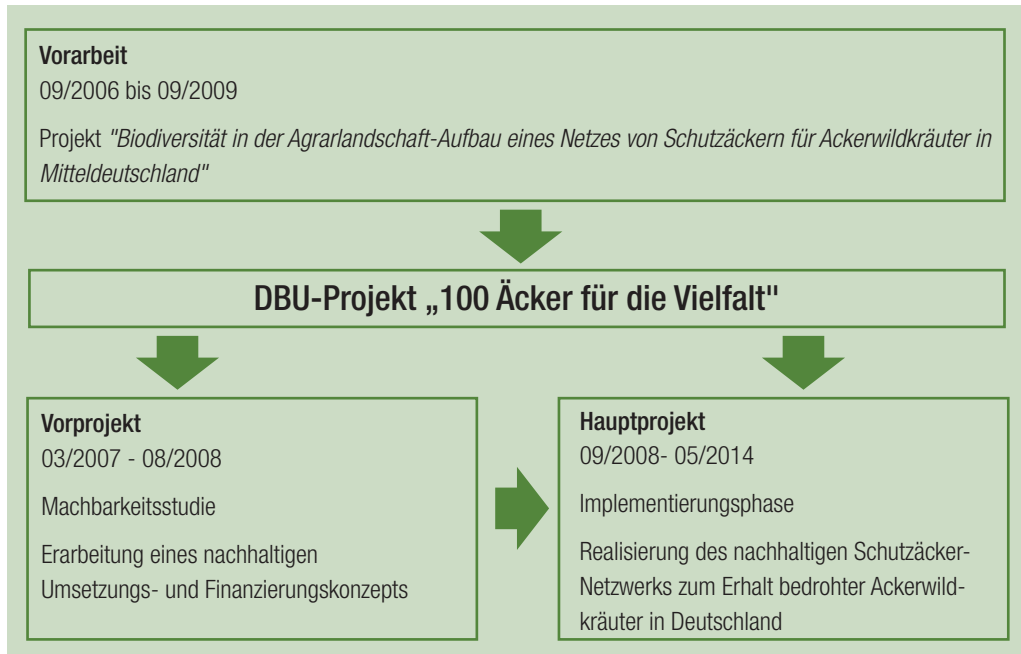 Vorarbeit
09/2006 bis 09/2009
Projekt "Biodiversität in der Agrarlandschaft-Aufbau eines Netzes von Schutzäckern für Ackerwildkräuter in
Mitteldeutschland"
DBU-Projekt „100 Äcker für die Vielfalt"
Vorprojekt
03/2007 - 08/2008
Machbarkeitsstudie
Erarbeitung eines nachhaltigen
Umsetzungs- und Finanzierungskonzepts
Hauptprojekt
09/2008- 05/2014
Implementierungsphase
Realisierung des nachhaltigen Schutzäcker-
Netzwerks zum Erhalt bedrohter Ackerwild-
kräuter in Deutschland